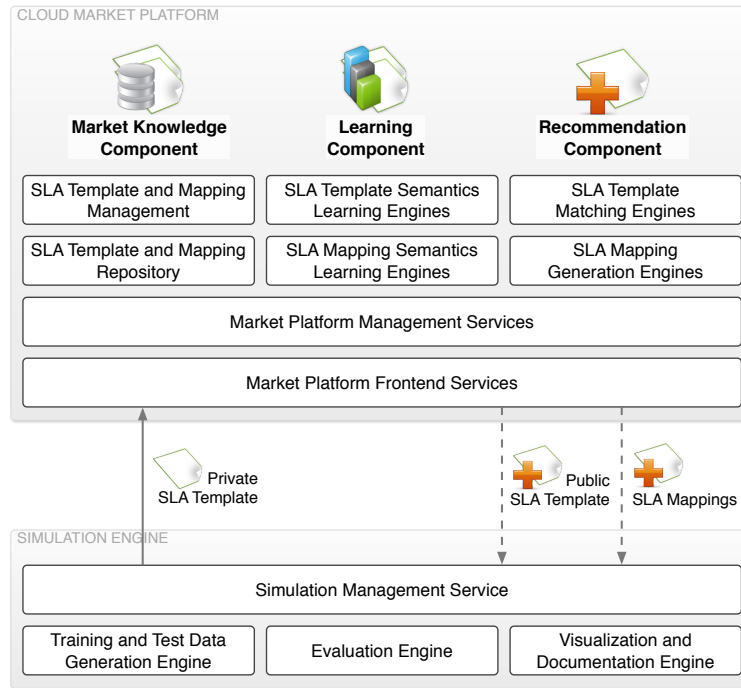 CLOUD MARKET PLATFORM
Market Knowledge
Component
Learning
Component
Recommendation
Component
SLA Template and Mapping
Management
SLA Template Semantics
Learning Engines
SLA Template
Matching Engines
SLA Template and Mapping
Repository
SLA Mapping Semantics
Learning Engines
SLA Mapping
Generation Engines
Market Platform Management Services
Market Platform Frontend Services
Private
SLA Template
Public
SLA Template
SLA Mappings
SIMULATION ENGINE
Simulation Management Service
Training and Test Data
Generation Engine
Evaluation Engine
Visualization and
Documentation Engine